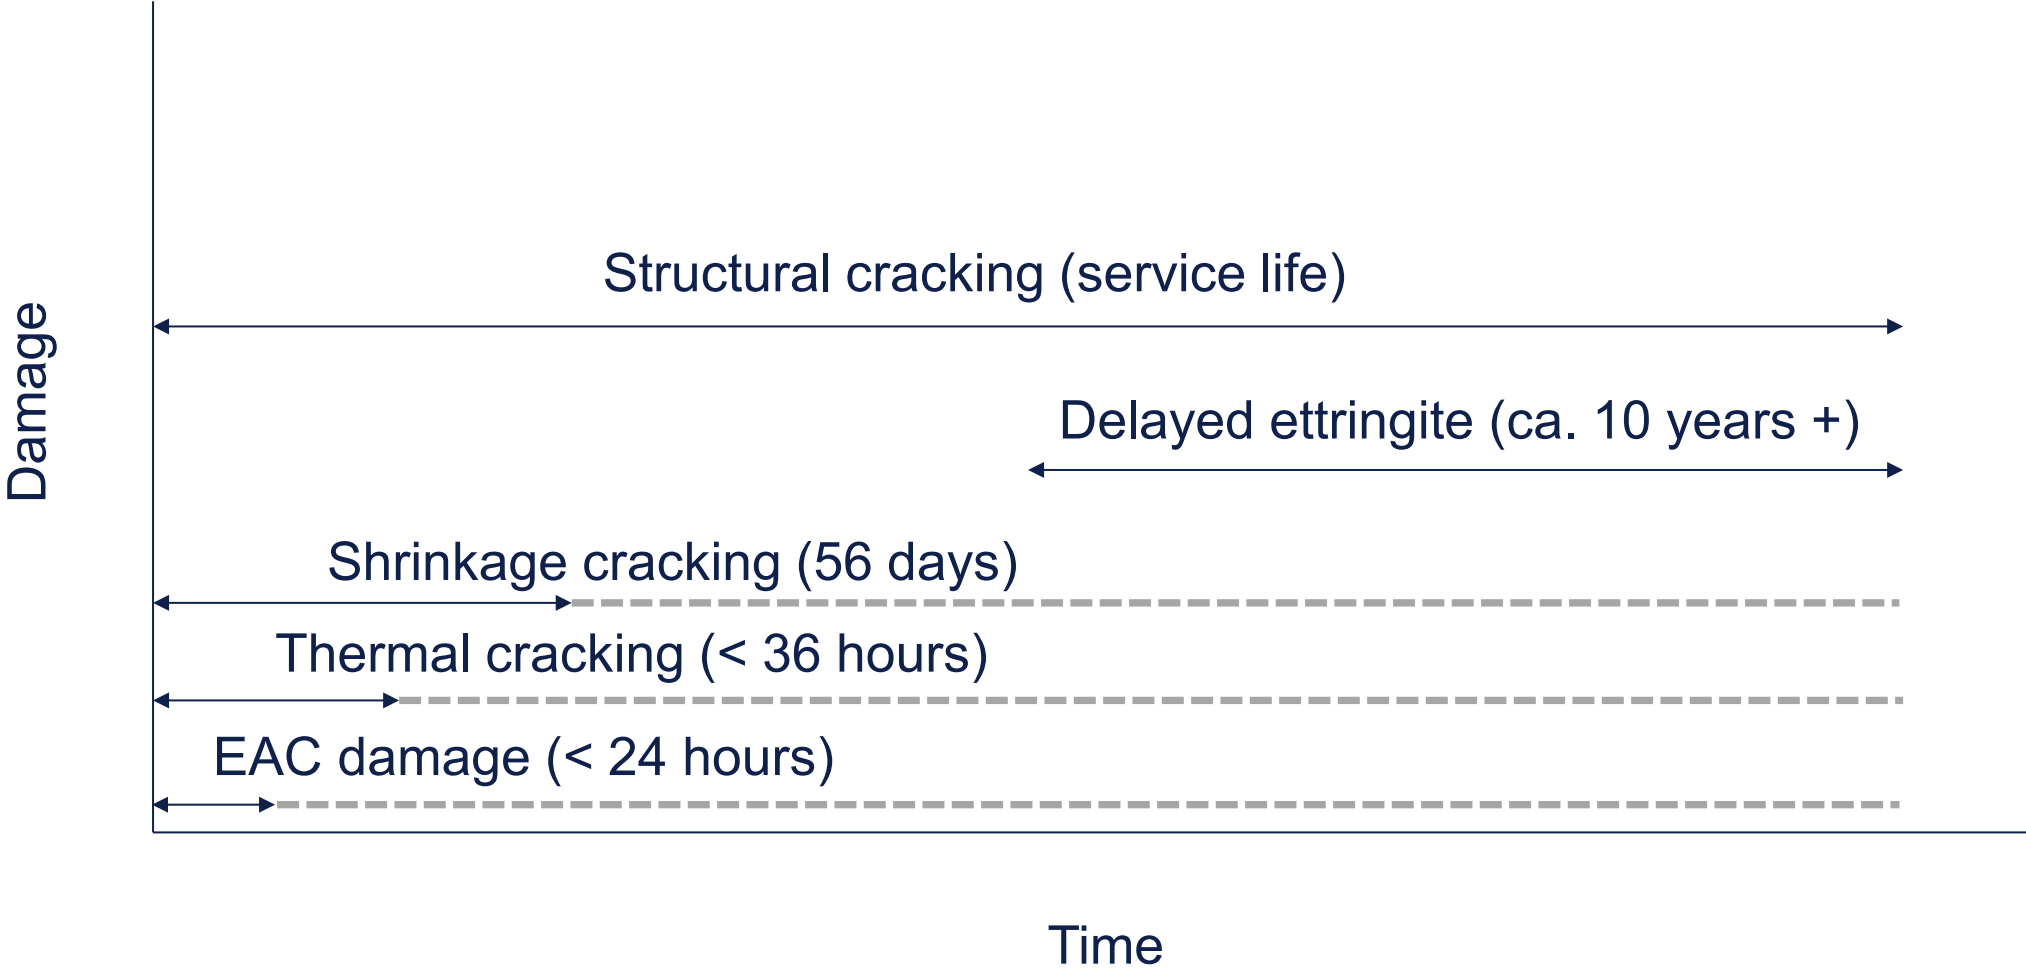 Damage
Structural cracking (service life)
Delayed ettringite (ca. 10 years +)
Shrinkage cracking (56 days)
Thermal cracking (< 36 hours)
EAC damage (< 24 hours)
Time